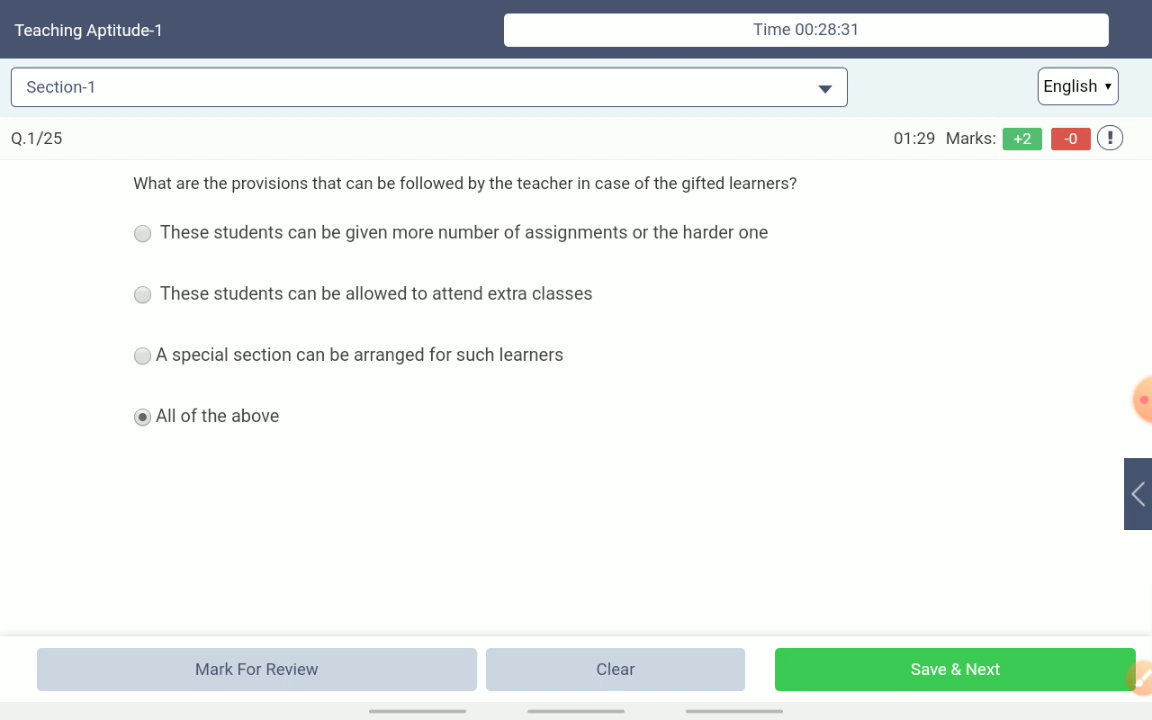 Teaching Aptitude-1
Time 00:28:31
Section-1
English
Q.1/25
01:29 Marks: +2 -0 !
What are the provisions that can be followed by the teacher in case of the gifted learners?
These students can be given more number of assignments or the harder one
These students can be allowed to attend extra classes
A special section can be arranged for such learners
All of the above
Mark For Review
Clear
Save & Next